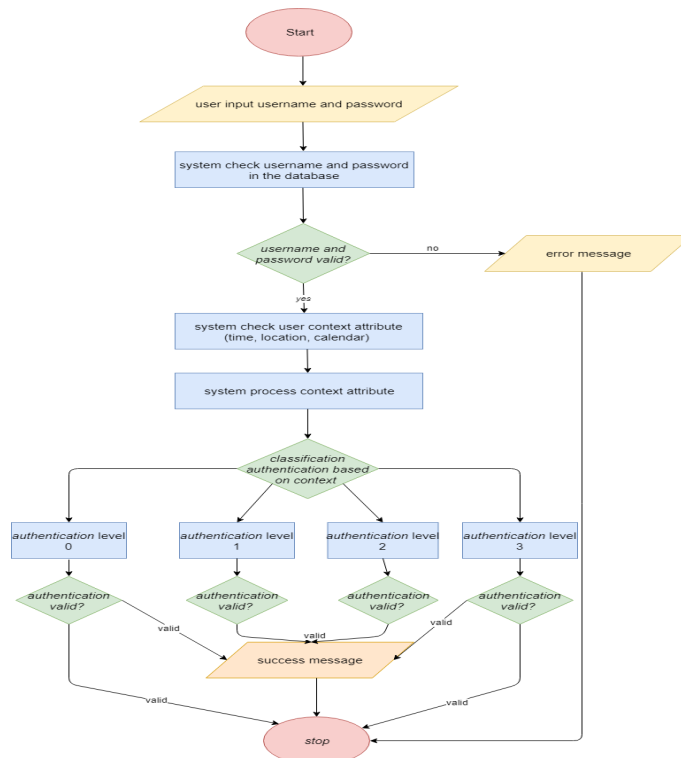 Start
user input username and password
system check username and password
in the database
username and
password valid?
no
error message
yes
system check user context attribute
(time, location, calendar)
system process context attribute
classification
authentication based
on context
authentication level
0
authentication level
1
authentication level
2
authentication level
3
authentication
valid?
authentication
valid?
authentication
valid?
authentication
valid?
valid
valid
valid
success message
valid
valid
stop